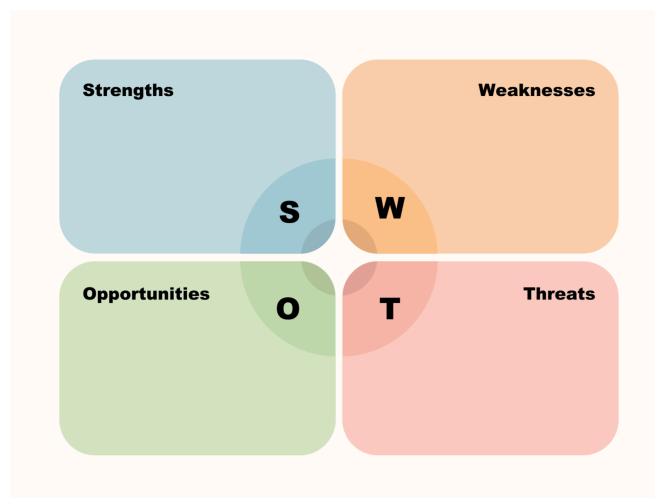 Strengths
Weaknesses
S
W
Opportunities
Threats
O
T